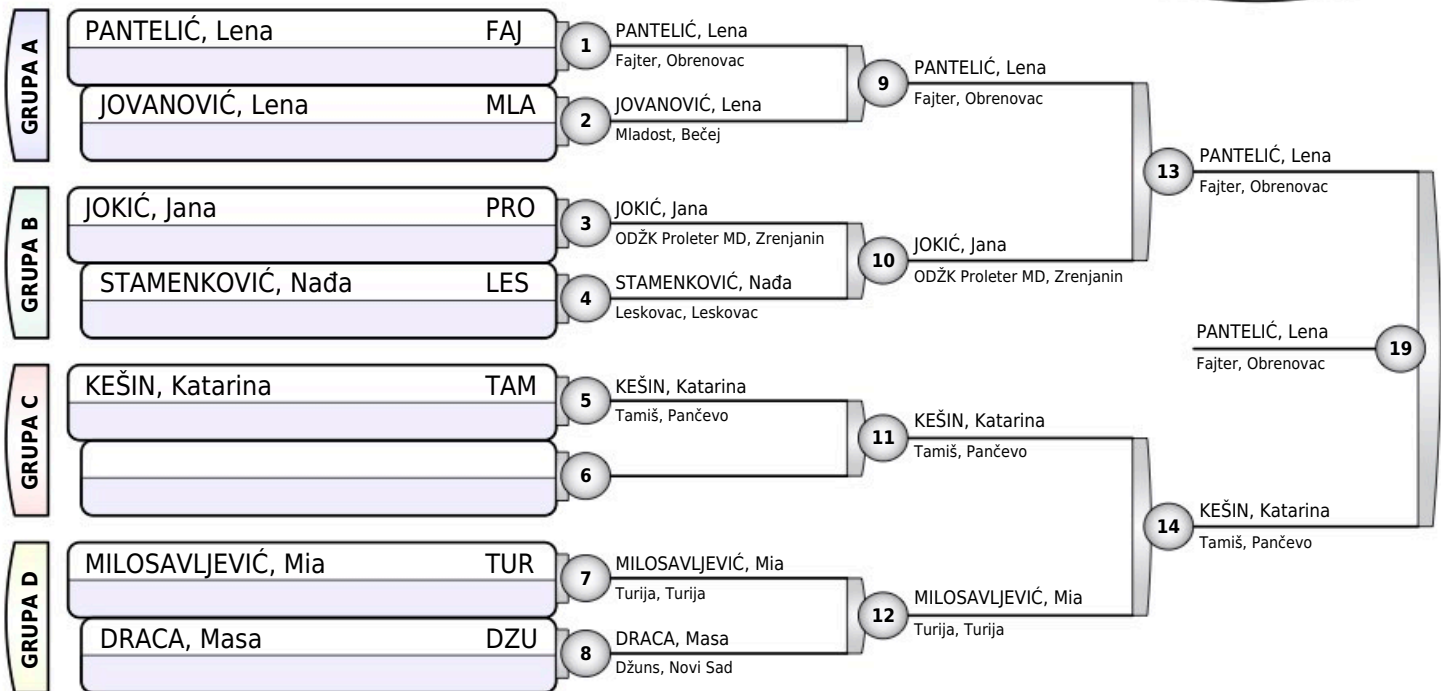 GRUPA A
PANTELIĆ, Lena FAJ
JOVANOVIĆ, Lena MLA
GRUPA B
JOKIĆ, Jana PRO
STAMENKOVIĆ, Nađa LES
GRUPA C
KEŠIN, Katarina TAM
GRUPA D
MILOSAVLJEVIĆ, Mia TUR
DRACA, Masa DZU
1
PANTELIĆ, Lena
Fajter, Obrenovac
2
JOVANOVIĆ, Lena
Mladost, Bečej
3
JOKIĆ, Jana
ODŽK Proleter MD, Zrenjanin
4
STAMENKOVIĆ, Nađa
Leskovac, Leskovac
5
KEŠIN, Katarina
Tamiš, Pančevo
6
7
MILOSAVLJEVIĆ, Mia
Turija, Turija
8
DRACA, Masa
Džuns, Novi Sad
9
PANTELIĆ, Lena
Fajter, Obrenovac
10
JOKIĆ, Jana
ODŽK Proleter MD, Zrenjanin
11
KEŠIN, Katarina
Tamiš, Pančevo
12
MILOSAVLJEVIĆ, Mia
Turija, Turija
13
PANTELIĆ, Lena
Fajter, Obrenovac
14
KEŠIN, Katarina
Tamiš, Pančevo
PANTELIĆ, Lena
Fajter, Obrenovac
19